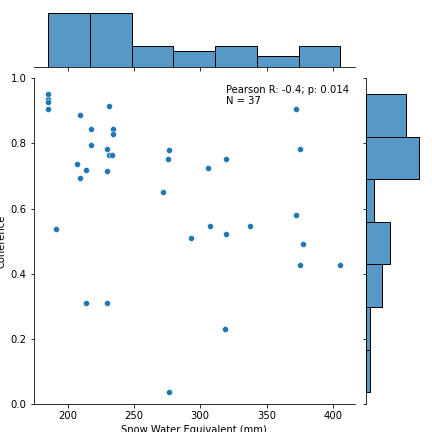 Pearson R: -0.4; p: 0.014
N = 37
1.0
0.8
0.6
0.4
0.2
0.0
Coherence
200 250 300 350 400
Snow Water Equivalent (mm)